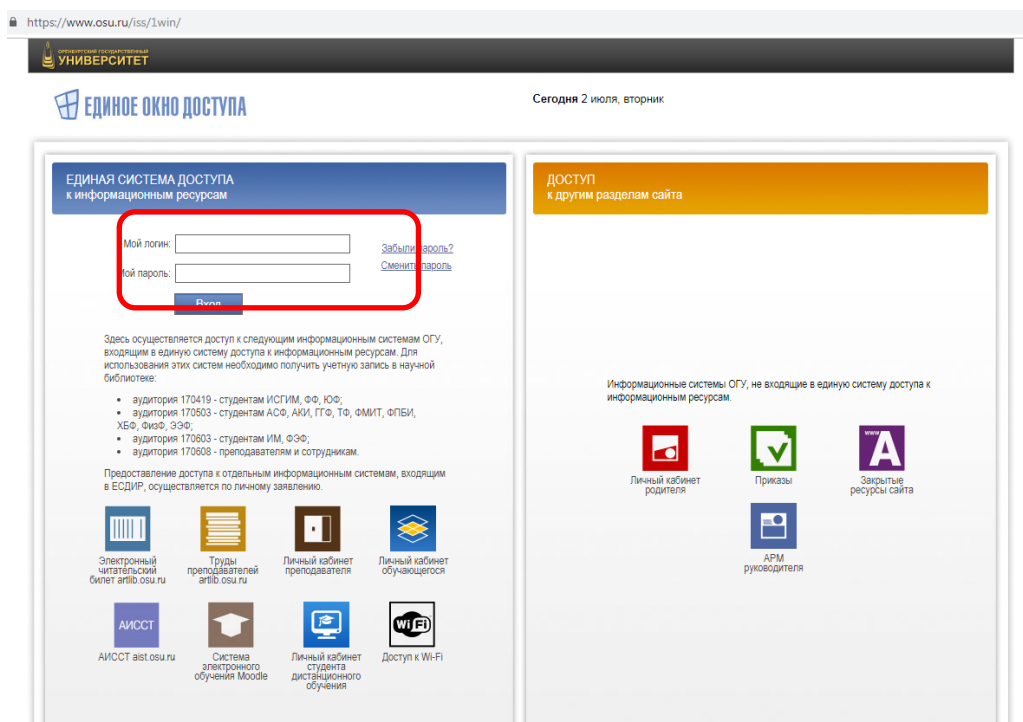 https://www.osu.ru/iss/1win/
ОРЕНБУРГСКИЙ ГОСУДАРСТВЕННЫЙ
УНИВЕРСИТЕТ
ЕДИНОЕ ОКНО ДОСТУПА
Сегодня 2 июля, вторник
ЕДИНАЯ СИСТЕМА ДОСТУПА
к информационным ресурсам
Мой логин:
Забыли пароль?
Мой пароль:
Сменить пароль
Вход
Здесь осуществляется доступ к следующим информационным системам ОГУ,
входящим в единую систему доступа к информационным ресурсам. Для
использования этих систем необходимо получить учетную запись в научной
библиотеке:
• аудитория 170419 - студентам ИСГИМ, ФФ, ЮФ;
• аудитория 170503 - студентам АСФ, АКИ, ГГФ, ТФ, ФМИТ, ФПБИ,
ХБФ, ФизФ, ЭЭФ;
• аудитория 170603 - студентам ИМ, ФЭФ;
• аудитория 170608 - преподавателям и сотрудникам.
Предоставление доступа к отдельным информационным системам, входящим
в ЕСДИР, осуществляется по личному заявлению.
Электронный
читательский
билет artlib.osu.ru
Труды
преподавателей
artlib.osu.ru
Личный кабинет
преподавателя
Личный кабинет
обучающегося
АИССТ
АИССТ aist.osu.ru
Система
электронного
обучения Moodle
Личный кабинет
студента
дистанционного
обучения
Wi Fi
Доступ к Wi-Fi
ДОСТУП
к другим разделам сайта
Информационные системы ОГУ, не входящие в единую систему доступа к
информационным ресурсам.
Личный кабинет
родителя
Приказы
www
A
Закрытые
ресурсы сайта
АРМ
руководителя